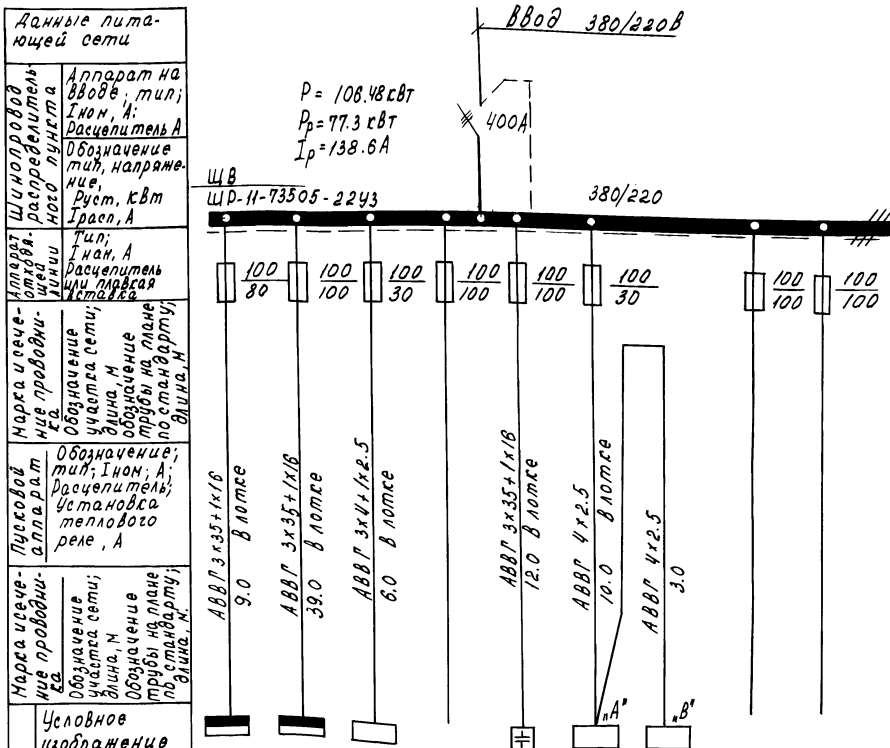 Данные питаю-
ющей сети
Шинопровод
распределитель-
ного пункта
Аппарат на
вводе; тип;
Iном, А;
Расцепитель А
Обозначение
тип, напряже-
ние,
Руст, кВт
Iрасп, А
Аппарат
отходя-
щей
линии
Тип;
Iнан, А
Расцепитель
или плавкая
вставка
Марка и сече-
ние проводни-
ка
Обозначение
участка сети;
длина, м
обозначение
трубы на плане
по стандарту;
длина, м
Пусковой
аппарат
Обозначение;
тип; Iном; А;
Расцепитель;
Установка
теплового
реле, А
Марка и сече-
ние проводни-
ка
Обозначение
участка сети;
длина, м
Обозначение
трубы на плане
по стандарту;
длина, м.
Условное
изображение
Ввод 380/220В
Р = 106.48 кВт
Рр = 77.3 кВт
Iр = 138.6 А
400А
ЩВ
ШР-11-73505-22У3
380/220
100
80
100
100
100
30
100
100
100
100
100
30
100
100
100
100
АВВГ 3х35+1х16
9.0 в лотке
АВВГ 3х35+1х16
39.0 в лотке
АВВГ 3х4+1х2.5
6.0 в лотке
АВВГ 3х35+1х16
12.0 в лотке
АВВГ 4х2.5
10.0 в лотке
АВВГ 4х2.5
3.0
„А"
„В"